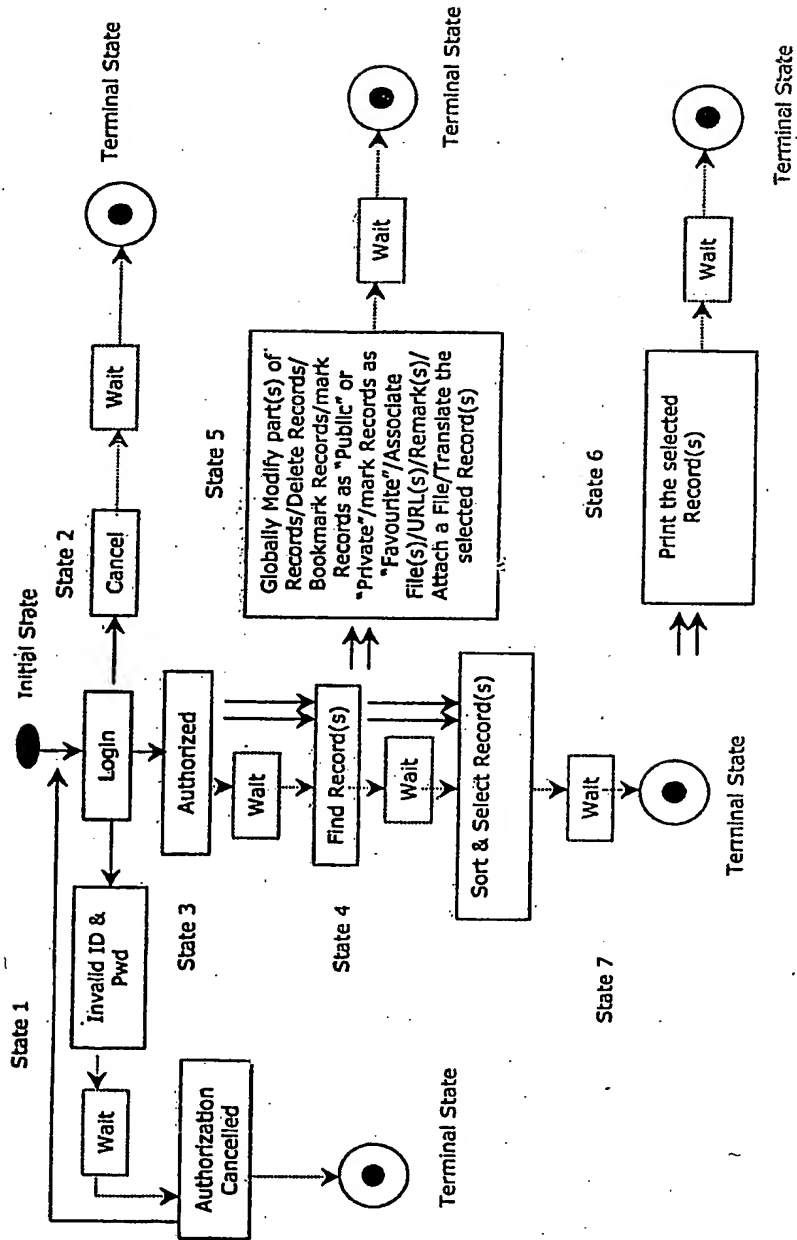 Initial State
State 1
LogIn
State 2
Cancel
Wait
Terminal State
Invalid ID &
Pwd
Wait
Authorization
Cancelled
Terminal State
State 3
Authorized
Wait
State 4
Find Record(s)
Wait
Sort & Select Record(s)
State 7
Wait
Terminal State
State 5
Globally Modify part(s) of
Records/Delete Records/
Bookmark Records/mark
Records as "Public" or
"Private"/mark Records as
"Favourite"/Associate
File(s)/URL(s)/Remark(s)/
Attach a File/Translate the
selected Record(s)
Wait
Terminal State
State 6
Print the selected
Record(s)
Wait
Terminal State